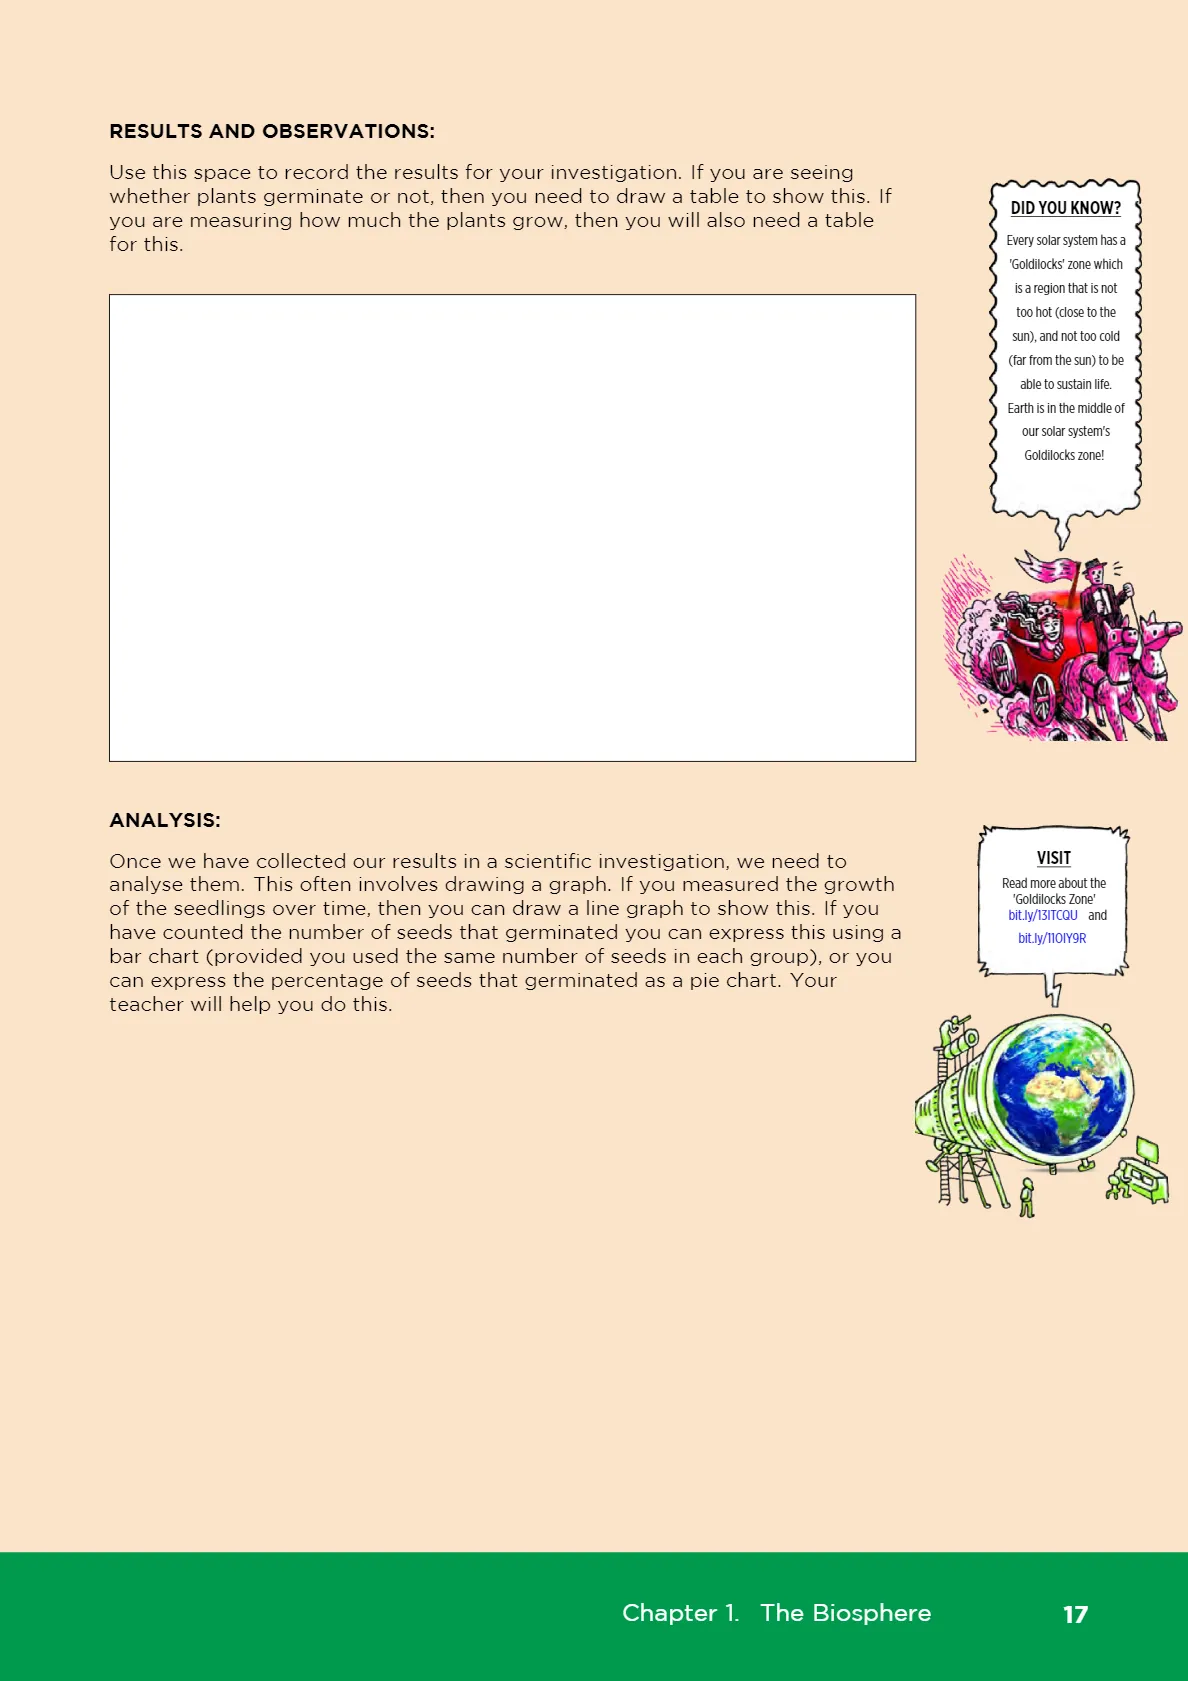 RESULTS AND OBSERVATIONS:
Use this space to record the results for your investigation. If you are seeing
whether plants germinate or not, then you need to draw a table to show this. If
you are measuring how much the plants grow, then you will also need a table
for this.
DID YOU KNOW?
Every solar system has a
'Goldilocks' zone which
is a region that is not
too hot (close to the
sun), and not too cold
(far from the sun) to be
able to sustain life.
Earth is in the middle of
our solar system's
Goldilocks zone!
ANALYSIS:
Once we have collected our results in a scientific investigation, we need to
analyse them. This often involves drawing a graph. If you measured the growth
of the seedlings over time, then you can draw a line graph to show this. If you
have counted the number of seeds that germinated you can express this using a
bar chart (provided you used the same number of seeds in each group), or you
can express the percentage of seeds that germinated as a pie chart. Your
teacher will help you do this.
VISIT
Read more about the
'Goldilocks Zone'
bit.ly/13ITCQU and
bit.ly/11OIY9R
Chapter 1. The Biosphere 17